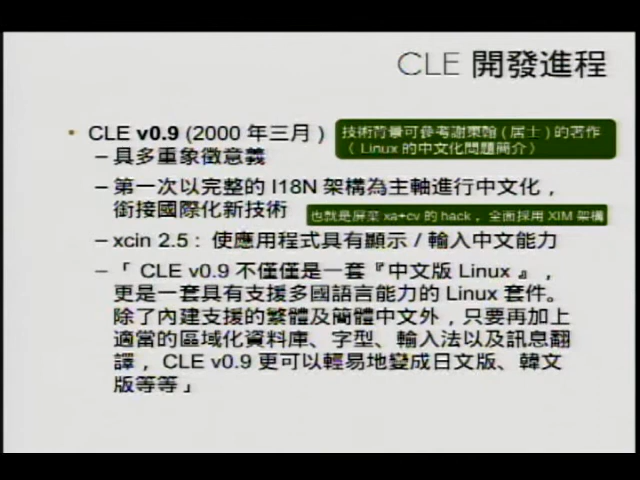 CLE 開發進程
• CLE v0.9 (2000 年三月)
技術背景可參考謝東翰（居士）的著作
（ Linux的中文化問題簡介）
–具多重象徵意義
–第一次以完整的 I18N 架構為主軸進行中文化，
銜接國際化新技術
也就是屏棄 xa+cv 的 hack， 全面採用 XIM 架構
–xcin 2.5： 使應用程式具有顯示 / 輸入中文能力
–「 CLE v0.9 不僅僅是一套『中文版 Linux 』，
更是一套具有支援多國語言能力的 Linux 套件。
除了內建支援的繁體及簡體中文外，只要再加上
適當的區域化資料庫、字型、輸入法以及訊息翻
譯， CLE v0.9 更可以輕易地變成日文版、韓文
版等等」